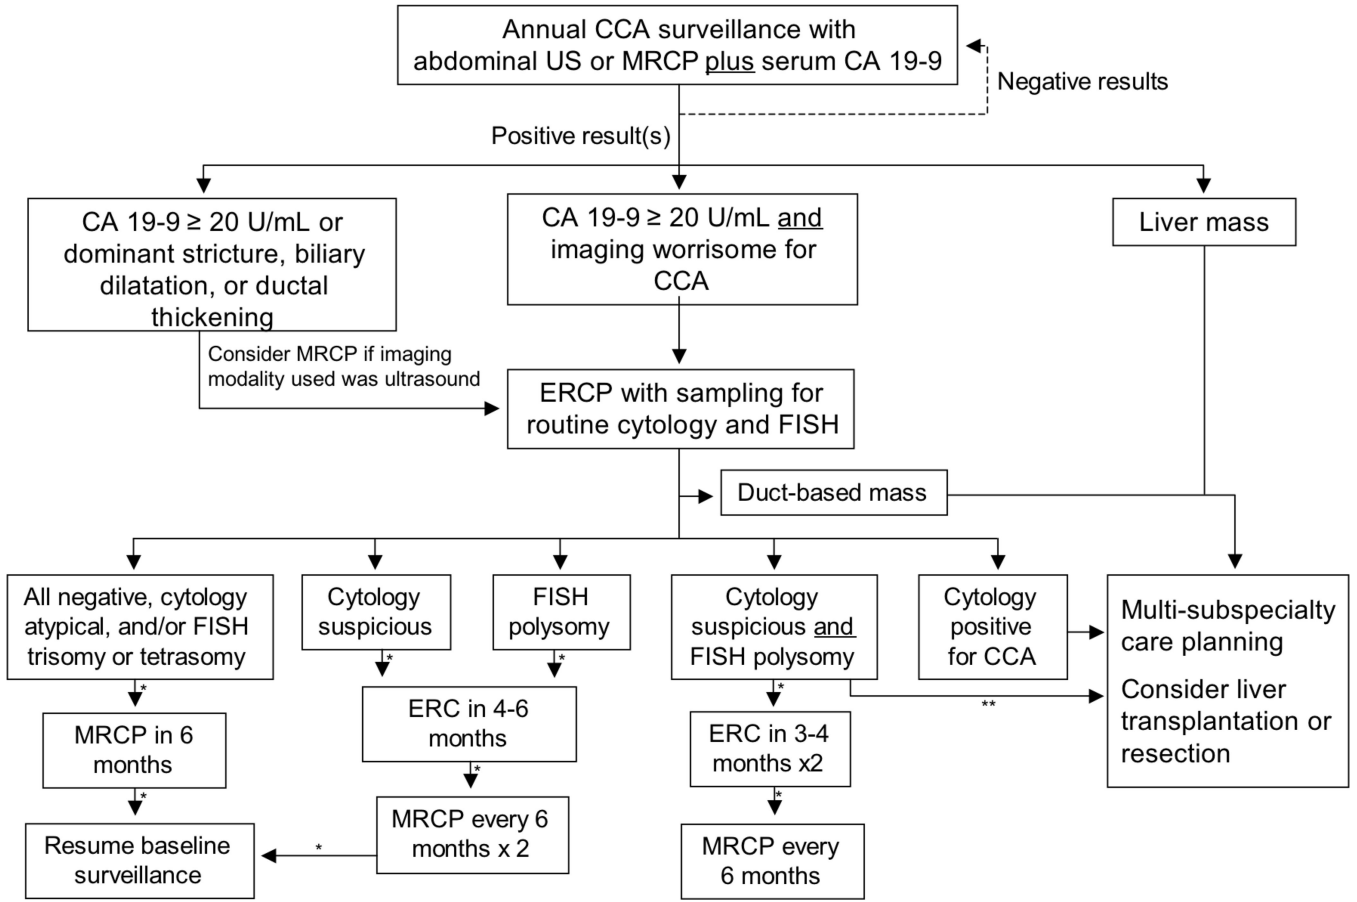 Annual CCA surveillance with
abdominal US or MRCP plus serum CA 19-9
Negative results
Positive result(s)
CA 19-9 ≥ 20 U/mL or
dominant stricture, biliary
dilatation, or ductal
thickening
CA 19-9 ≥ 20 U/mL and
imaging worrisome for
CCA
Liver mass
Consider MRCP if imaging
modality used was ultrasound
ERCP with sampling for
routine cytology and FISH
Duct-based mass
All negative, cytology
atypical, and/or FISH
trisomy or tetrasomy
Cytology
suspicious
FISH
polysomy
Cytology
suspicious and
FISH polysomy
Cytology
positive
for CCA
Multi-subspecialty
care planning
Consider liver
transplantation or
resection
*
*
*
*
**
MRCP in 6
months
ERC in 4-6
months
ERC in 3-4
months x2
*
*
*
Resume baseline
surveillance
*
MRCP every 6
months x 2
MRCP every
6 months